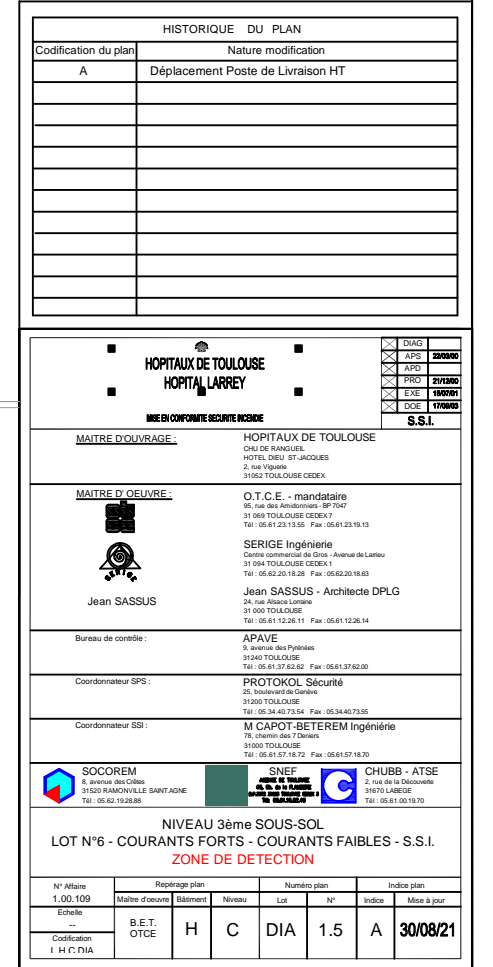 HISTORIQUE DU PLAN
Codification du plan Nature modification
A Déplacement Poste de Livraison HT
HOPITAUX DE TOULOUSE
HOPITAL LARREY
MISE EN CONFORMITE SECURITE INCENDIE
DIAG
APS 22/03/00
APD
PRO 21/12/00
EXE 15/07/01
DOE 17/09/03
S.S.I.
MAITRE D'OUVRAGE :
HOPITAUX DE TOULOUSE
CHU DE RANGUEIL
HOTEL DIEU ST-JACQUES
2, rue Viguerie
31052 TOULOUSE CEDEX
MAITRE D' OEUVRE :
O.T.C.E. - mandataire
95, rue des Amidonniers - BP 7047
31 069 TOULOUSE CEDEX 7
Tél : 05.61.23.13.55 Fax : 05.61.23.19.13
SERIGE
SERIGE Ingénierie
Centre commercial de Gros - Avenue de Larrieu
31 094 TOULOUSE CEDEX 1
Tél : 05.62.20.18.28 Fax : 05.62.20.18.63
Jean SASSUS
Jean SASSUS - Architecte DPLG
24, rue Alsace Lorraine
31 000 TOULOUSE
Tél : 05.61.12.26.11 Fax : 05.61.12.26.14
Bureau de contrôle :
APAVE
9, avenue des Pyrénées
31240 TOULOUSE
Tél : 05.61.37.62.62 Fax : 05.61.37.62.00
Coordonnateur SPS :
PROTOKOL Sécurité
25, boulevard de Genève
31200 TOULOUSE
Tél : 05.34.40.73.54 Fax : 05.34.40.73.55
Coordonnateur SSI :
M CAPOT-BETEREM Ingéniérie
78, chemin des 7 Deniers
31000 TOULOUSE
Tél : 05.61.57.18.72 Fax : 05.61.57.18.70
SOCOREM
8, avenue des Crêtes
31520 RAMONVILLE SAINT.AGNE
Tél : 05.62.19.28.88
SNEF
CHUBB - ATSE
2, rue de la Découverte
31670 LABEGE
Tél : 05.61.00.19.70
NIVEAU 3ème SOUS-SOL
LOT N°6 - COURANTS FORTS - COURANTS FAIBLES - S.S.I.
ZONE DE DETECTION
N° Affaire Repérage plan Numéro plan Indice plan
1.00.109 Maître d'oeuvre Bâtiment Niveau Lot N° Indice Mise à jour
Echelle
--
B.E.T.
OTCE
H C DIA 1.5 A 30/08/21
Codification
L H C DIA